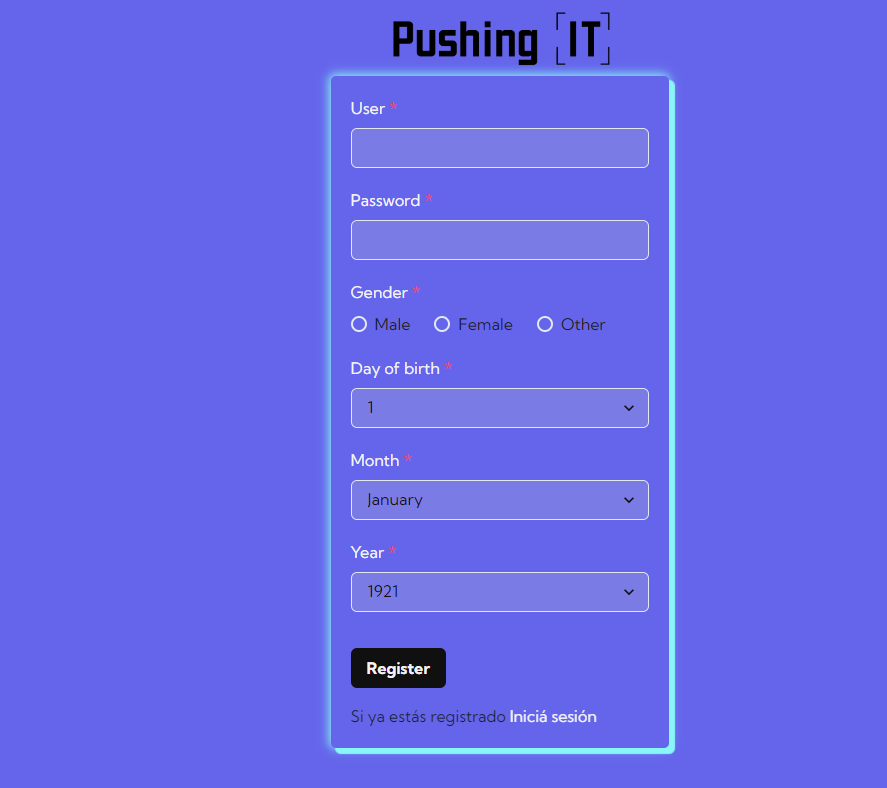 Pushing [IT]
User *
Password *
Gender *
Male Female Other
Day of birth *
1
Month *
January
Year *
1921
Register
Si ya estás registrado Iniciá sesión